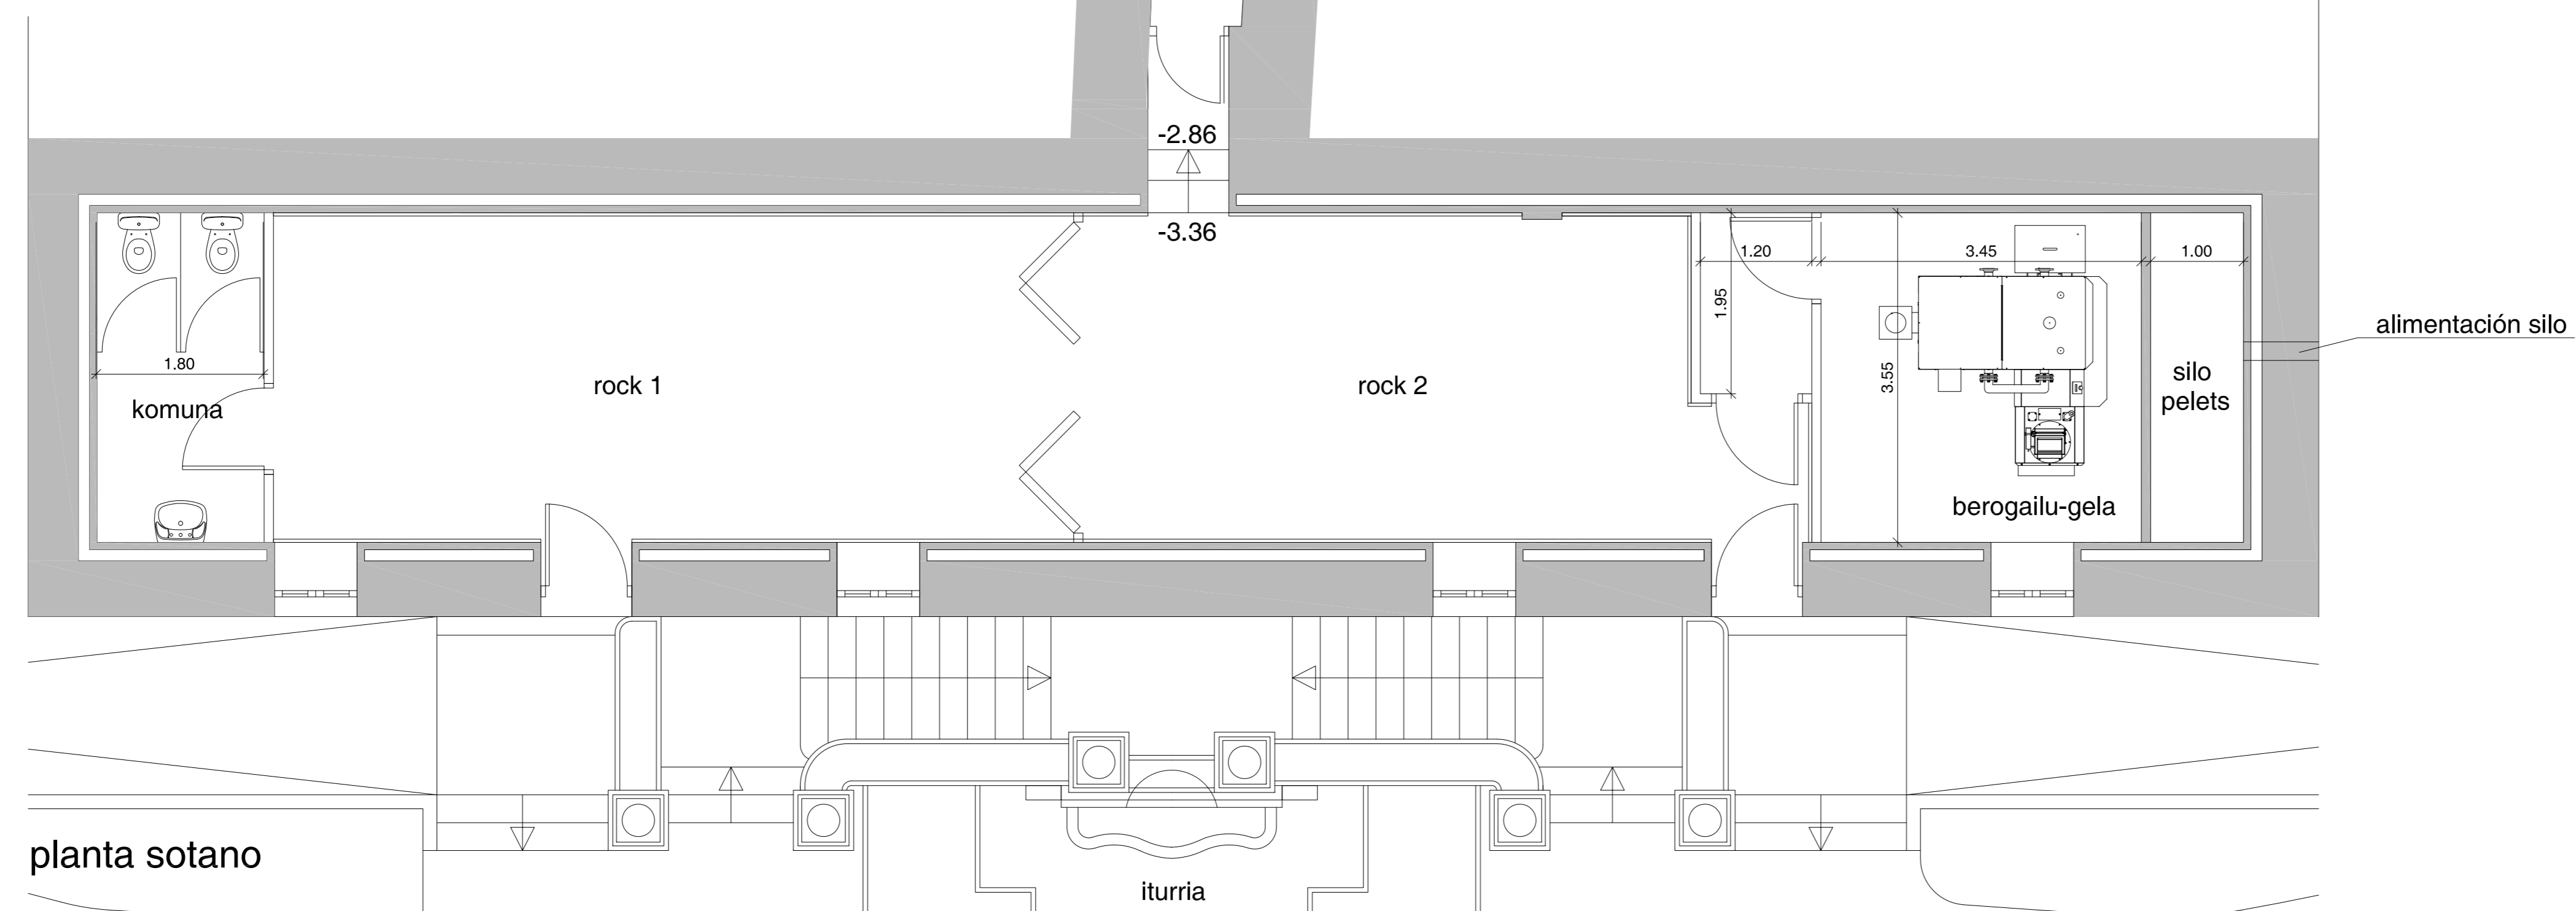 -2.86
-3.36
1.20
3.45
1.00
1.95
alimentación silo
1.80
3.55
rock 1
rock 2
silo
pelets
komuna
berogailu-gela
planta sotano
iturria